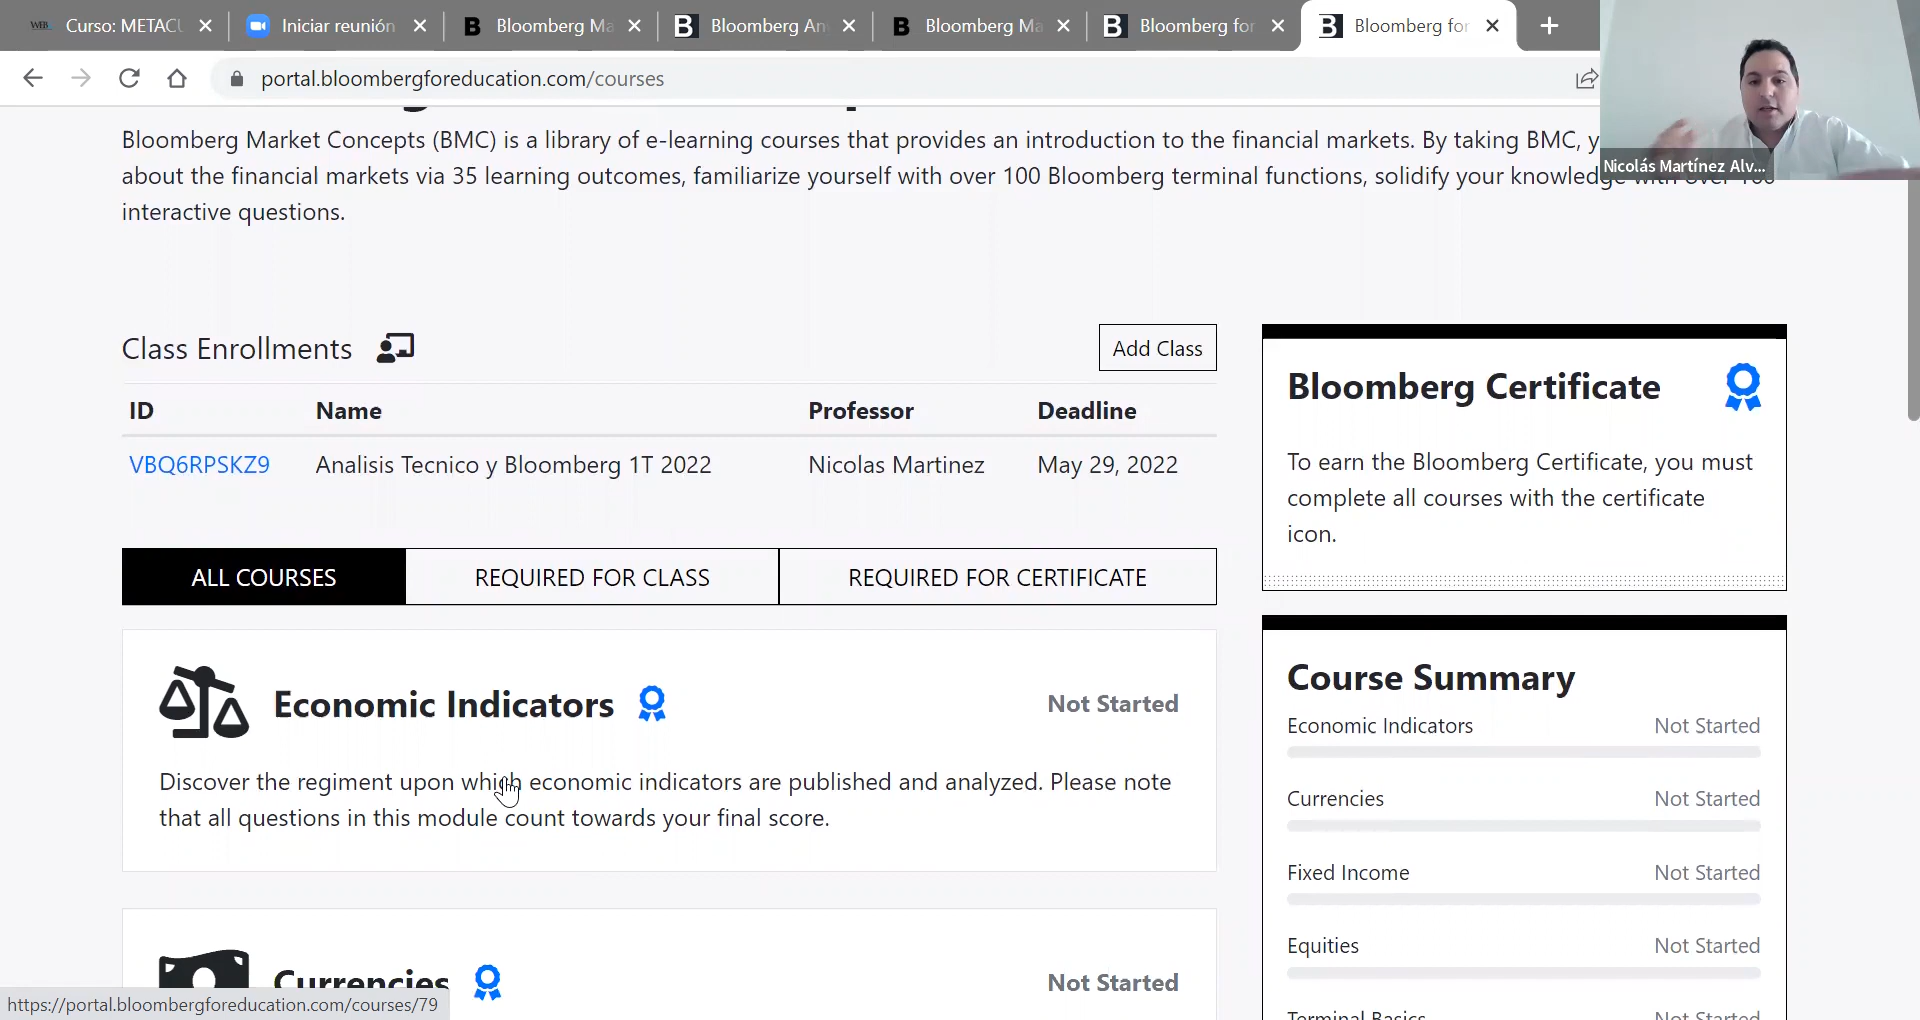 Curso: METACU
Iniciar reunión
Bloomberg Ma
Bloomberg An
Bloomberg Ma
Bloomberg for
Bloomberg for
portal.bloombergforeducation.com/courses
Nicolás Martínez Alv...
Bloomberg Market Concepts (BMC) is a library of e-learning courses that provides an introduction to the financial markets. By taking BMC, y
about the financial markets via 35 learning outcomes, familiarize yourself with over 100 Bloomberg terminal functions, solidify your knowledge with over 100
interactive questions.
Class Enrollments
Add Class
ID Name Professor Deadline
VBQ6RPSKZ9 Analisis Tecnico y Bloomberg 1T 2022 Nicolas Martinez May 29, 2022
ALL COURSES REQUIRED FOR CLASS REQUIRED FOR CERTIFICATE
Economic Indicators Not Started
Discover the regiment upon which economic indicators are published and analyzed. Please note
that all questions in this module count towards your final score.
Currencies Not Started
Bloomberg Certificate
To earn the Bloomberg Certificate, you must
complete all courses with the certificate
icon.
Course Summary
Economic Indicators Not Started
Currencies Not Started
Fixed Income Not Started
Equities Not Started
Terminal Basics Not Started
https://portal.bloombergforeducation.com/courses/79